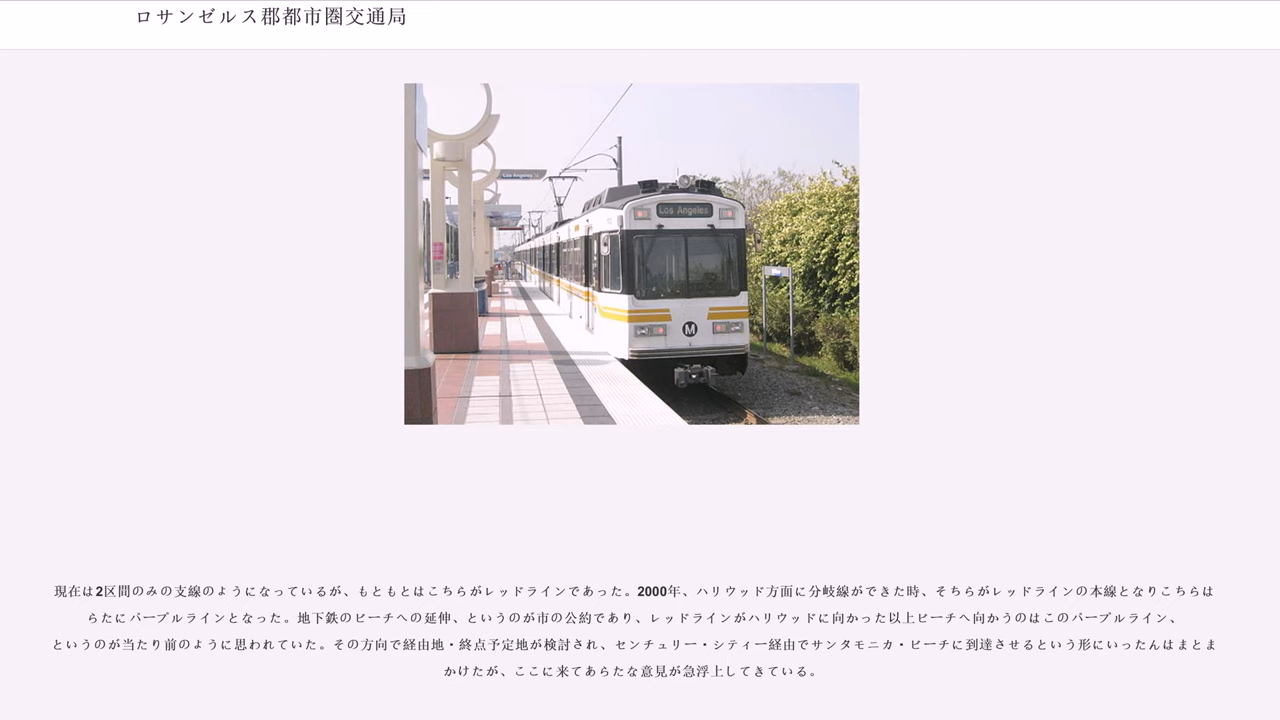 ロサンゼルス郡都市圏交通局
Los Angeles
Los Angeles
M
現在は2区間のみの支線のようになっているが、もともとはこちらがレッドラインであった。2000年、ハリウッド方面に分岐線ができた時、そちらがレッドラインの本線となりこちらは
らたにパープルラインとなった。地下鉄のビーチへの延伸、というのが市の公約であり、レッドラインがハリウッドに向かった以上ビーチへ向かうのはこのパープルライン、
というのが当たり前のように思われていた。その方向で経由地・終点予定地が検討され、センチュリー・シティー経由でサンタモニカ・ビーチに到達させるという形にいったんはまとま
かけたが、ここに来てあらたな意見が急浮上してきている。